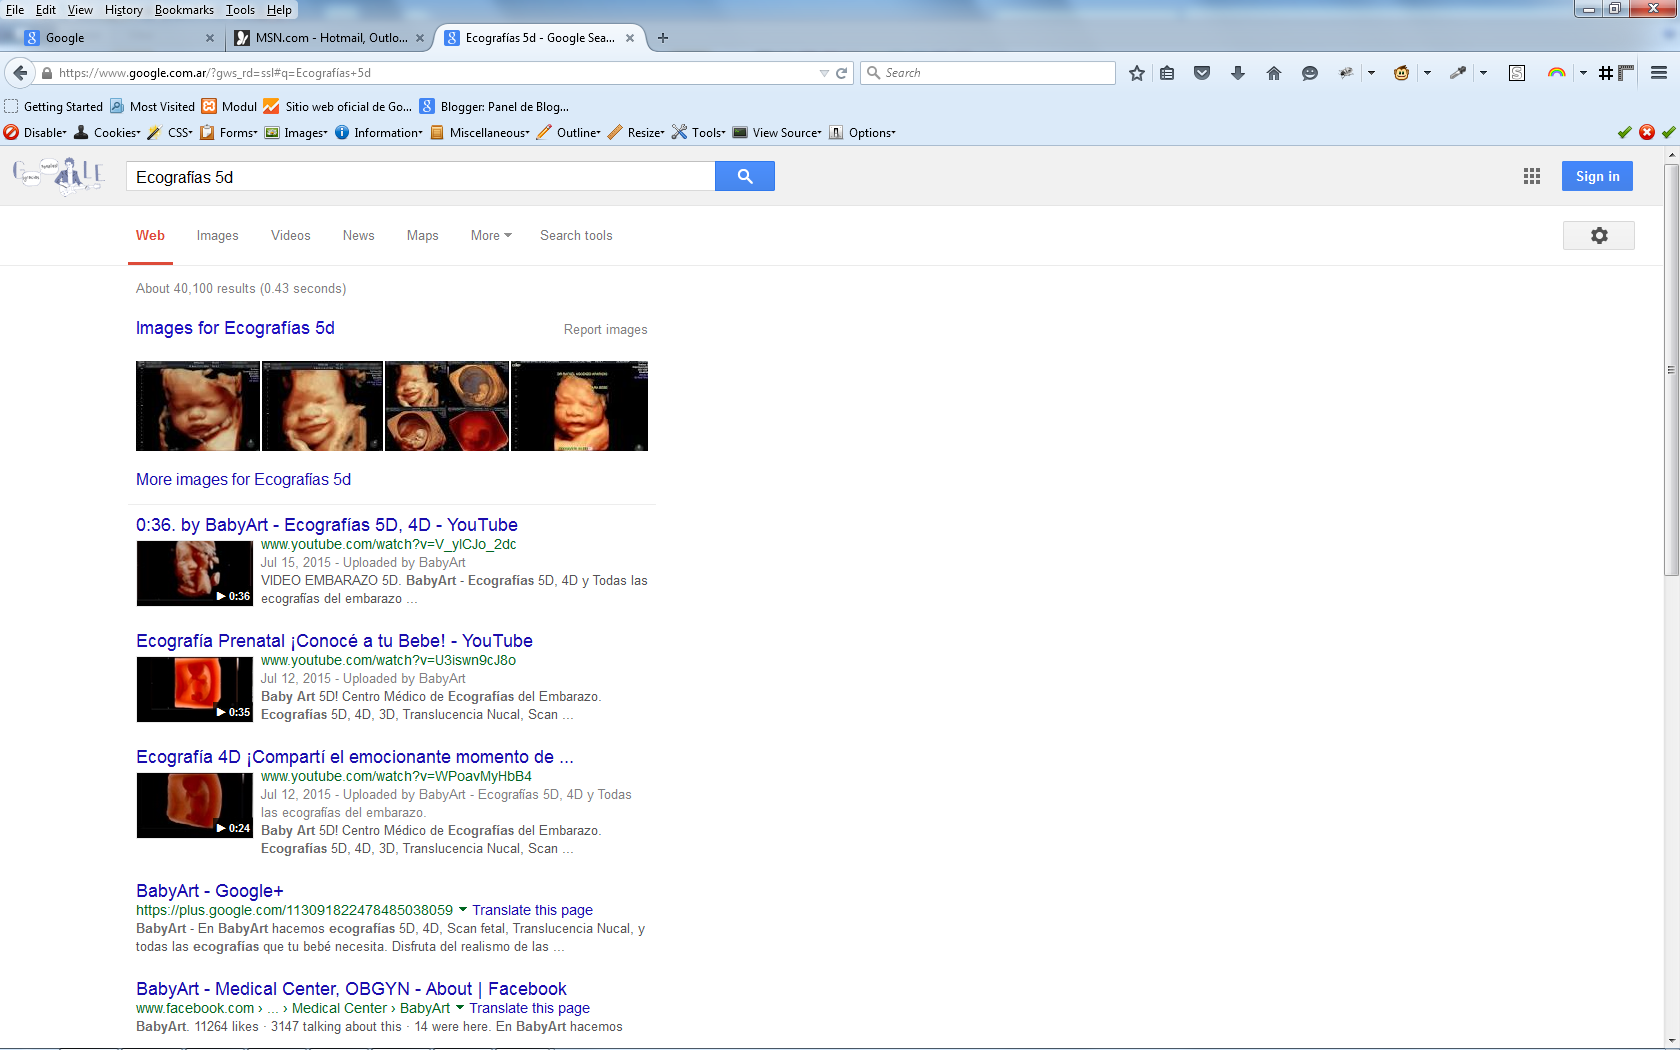 File Edit View History Bookmarks Tools Help
Google MSN.com - Hotmail, Outlo... Ecografías 5d - Google Sea...
https://www.google.com.ar/?gws_rd=ssl#q=Ecografías+5d Search
Getting Started Most Visited Modul Sitio web oficial de Go... Blogger: Panel de Blog...
Disable Cookies CSS Forms Images Information Miscellaneous Outline Resize Tools View Source Options
Ecografías 5d Sign in
Web Images Videos News Maps More Search tools
About 40,100 results (0.43 seconds)
Images for Ecografías 5d Report images
More images for Ecografías 5d
0:36. by BabyArt - Ecografías 5D, 4D - YouTube
www.youtube.com/watch?v=V_ylCJo_2dc
Jul 15, 2015 - Uploaded by BabyArt
VIDEO EMBARAZO 5D. BabyArt - Ecografías 5D, 4D y Todas las
ecografías del embarazo ...
0:36
Ecografía Prenatal ¡Conocé a tu Bebe! - YouTube
www.youtube.com/watch?v=U3iswn9cJ8o
Jul 12, 2015 - Uploaded by BabyArt
Baby Art 5D! Centro Médico de Ecografías del Embarazo.
Ecografías 5D, 4D, 3D, Translucencia Nucal, Scan ...
0:35
Ecografía 4D ¡Compartí el emocionante momento de ...
www.youtube.com/watch?v=WPoavMyHbB4
Jul 12, 2015 - Uploaded by BabyArt - Ecografías 5D, 4D y Todas
las ecografías del embarazo.
Baby Art 5D! Centro Médico de Ecografías del Embarazo.
Ecografías 5D, 4D, 3D, Translucencia Nucal, Scan ...
0:24
BabyArt - Google+
https://plus.google.com/113091822478485038059 Translate this page
BabyArt - En BabyArt hacemos ecografías 5D, 4D, Scan fetal, Translucencia Nucal, y
todas las ecografías que tu bebé necesita. Disfruta del realismo de las ...
BabyArt - Medical Center, OBGYN - About | Facebook
www.facebook.com › ... › Medical Center › BabyArt Translate this page
BabyArt. 11264 likes · 3147 talking about this · 14 were here. En BabyArt hacemos